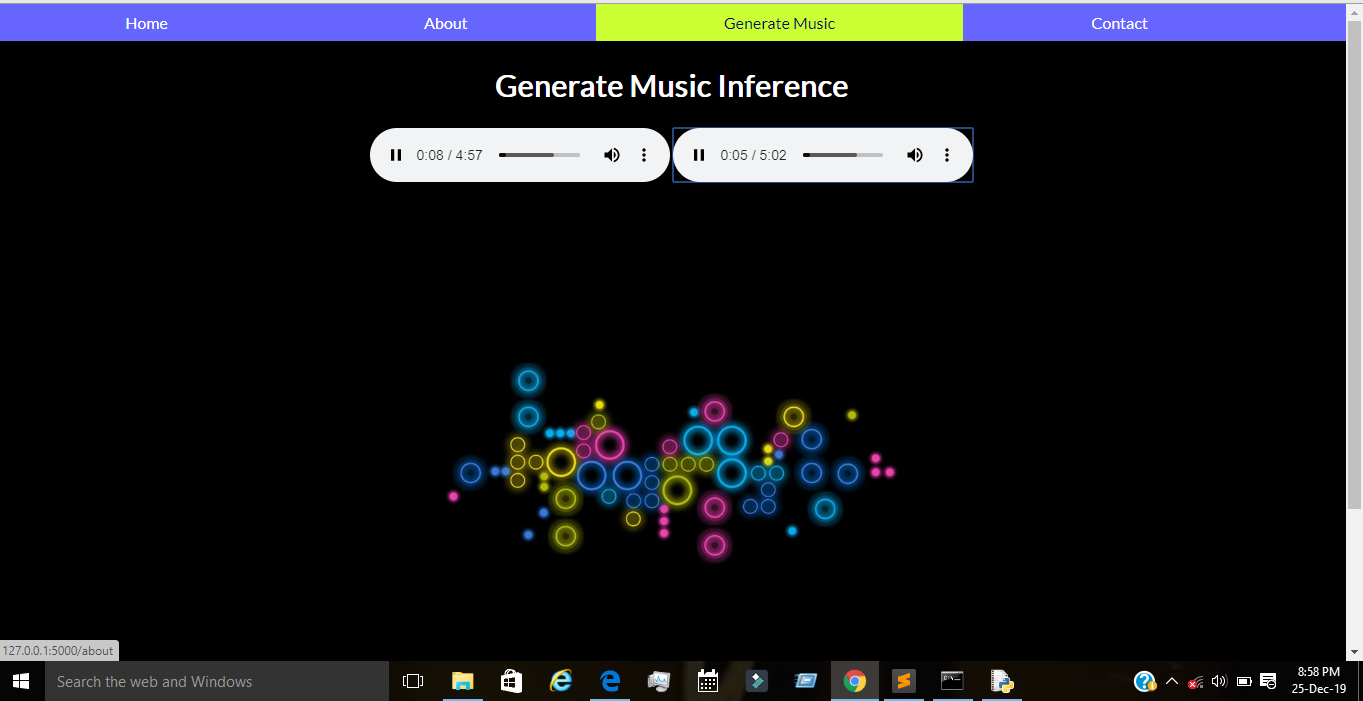 Home About Generate Music Contact
Generate Music Inference
0:08 / 4:57 0:05 / 5:02
127.0.0.1:5000/about
Search the web and Windows
8:58 PM
25-Dec-19